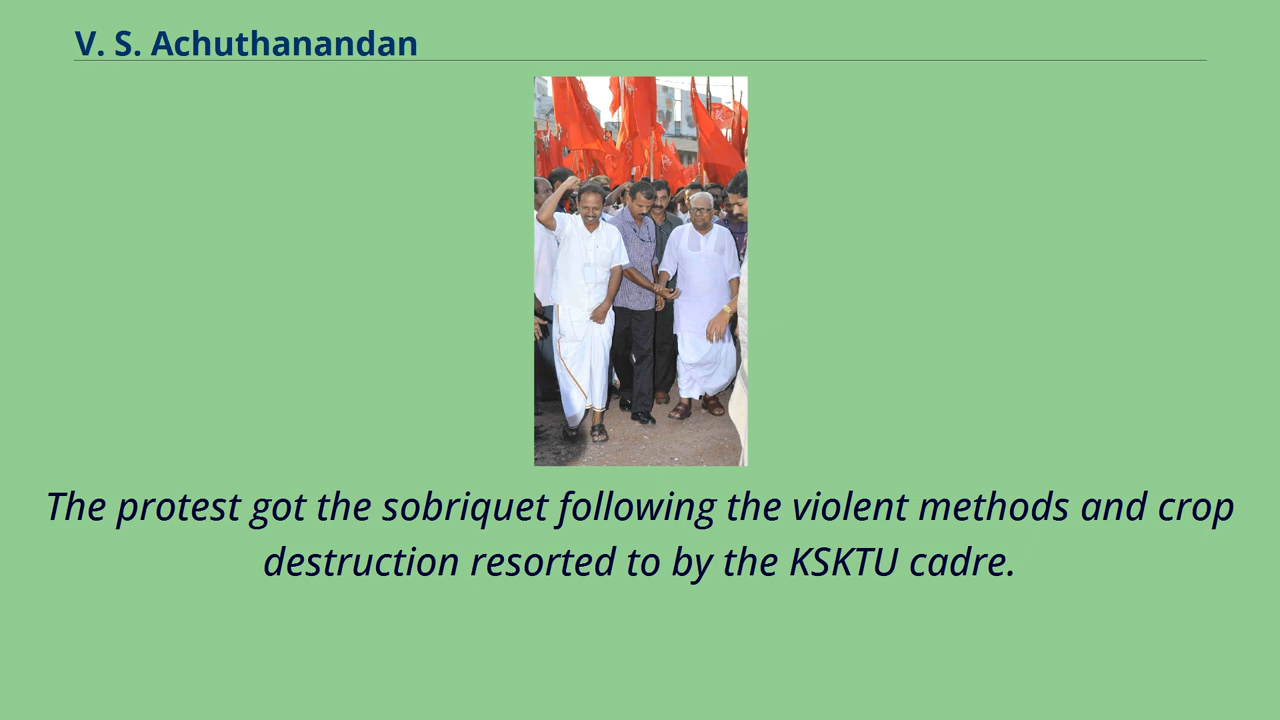 V. S. Achuthanandan
The protest got the sobriquet following the violent methods and crop
destruction resorted to by the KSKTU cadre.